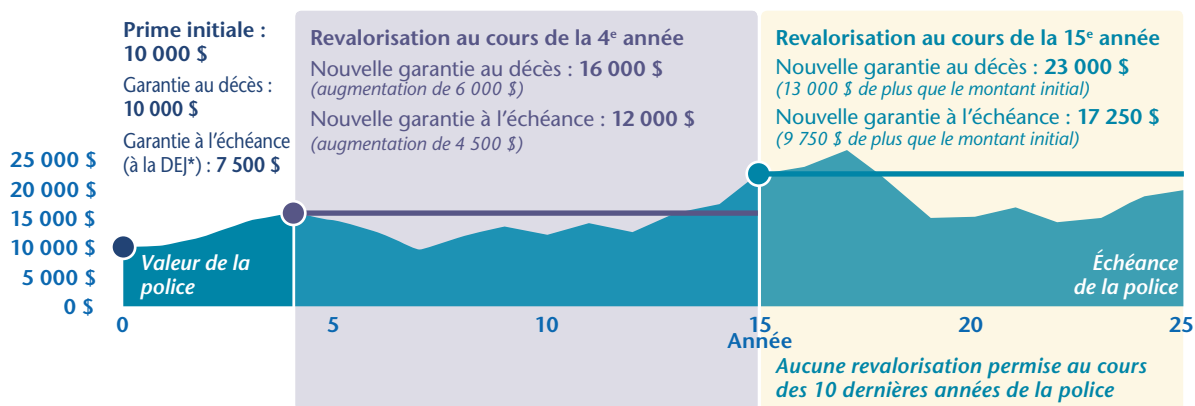 Prime initiale :
10 000 $
Garantie au décès :
10 000 $
Garantie à l'échéance
(à la DEJ*) : 7 500 $
Revalorisation au cours de la 4e année
Nouvelle garantie au décès : 16 000 $
(augmentation de 6 000 $)
Nouvelle garantie à l'échéance : 12 000 $
(augmentation de 4 500 $)
Revalorisation au cours de la 15e année
Nouvelle garantie au décès : 23 000 $
(13 000 $ de plus que le montant initial)
Nouvelle garantie à l'échéance : 17 250 $
(9 750 $ de plus que le montant initial)
25 000 $
20 000 $
15 000 $
10 000 $
5 000 $
0 $
Valeur de la
police
Échéance
de la police
0
5
10
15
20
25
Année
Aucune revalorisation permise au cours
des 10 dernières années de la police